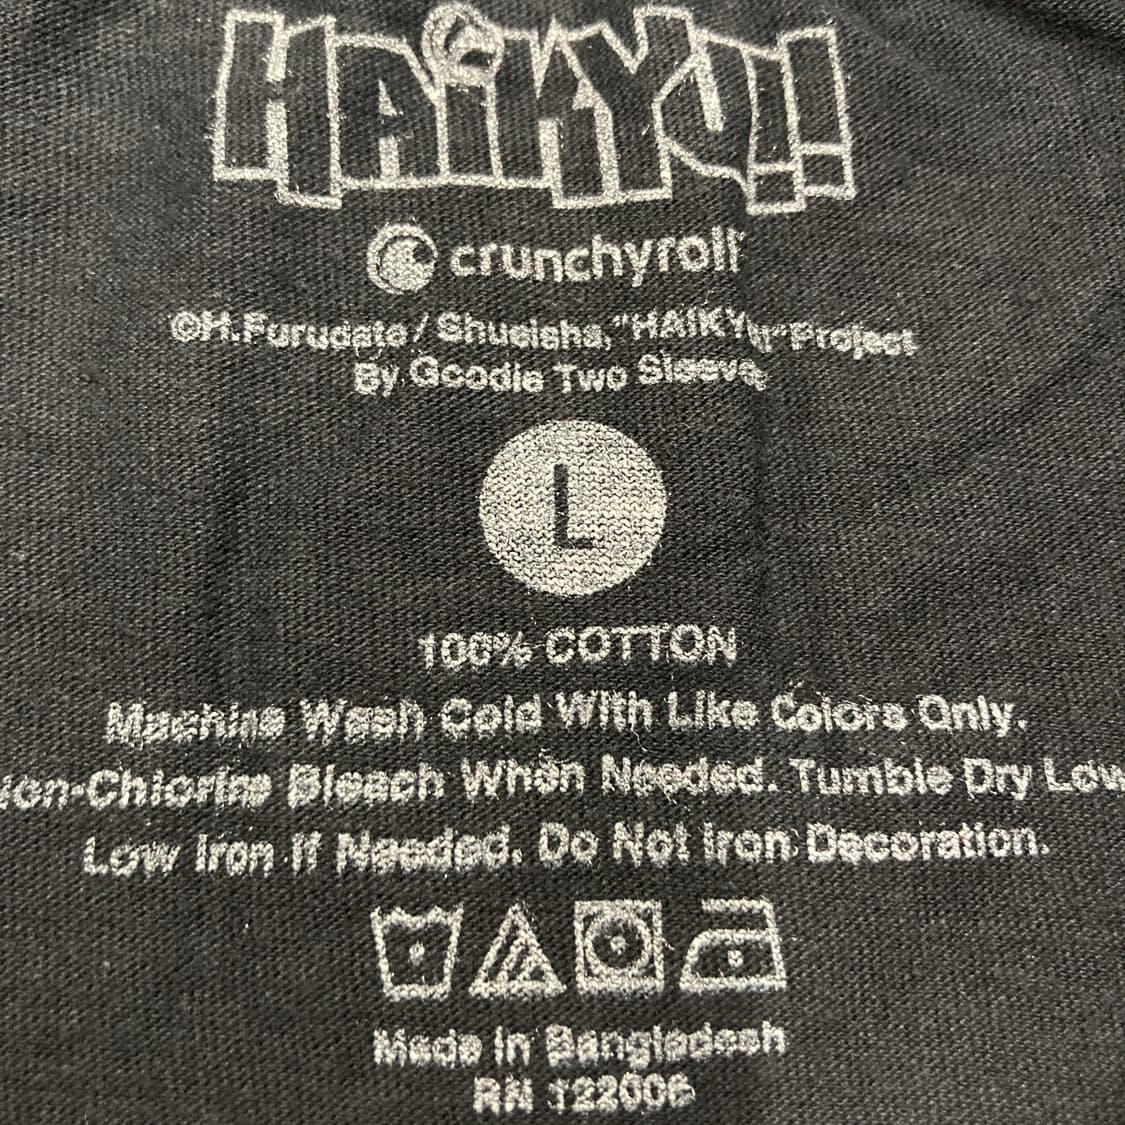 HAiKYU!!
crunchyroll
©H.Furudate / Shueisha, "HAIKYU!!" Project
By Goodie Two Sleeves
L
100% COTTON
Machine Wash Cold With Like Colors Only.
Non-Chlorine Bleach When Needed. Tumble Dry Low
Low Iron If Needed. Do Not Iron Decoration.
Made in Bangladesh
RN 122006